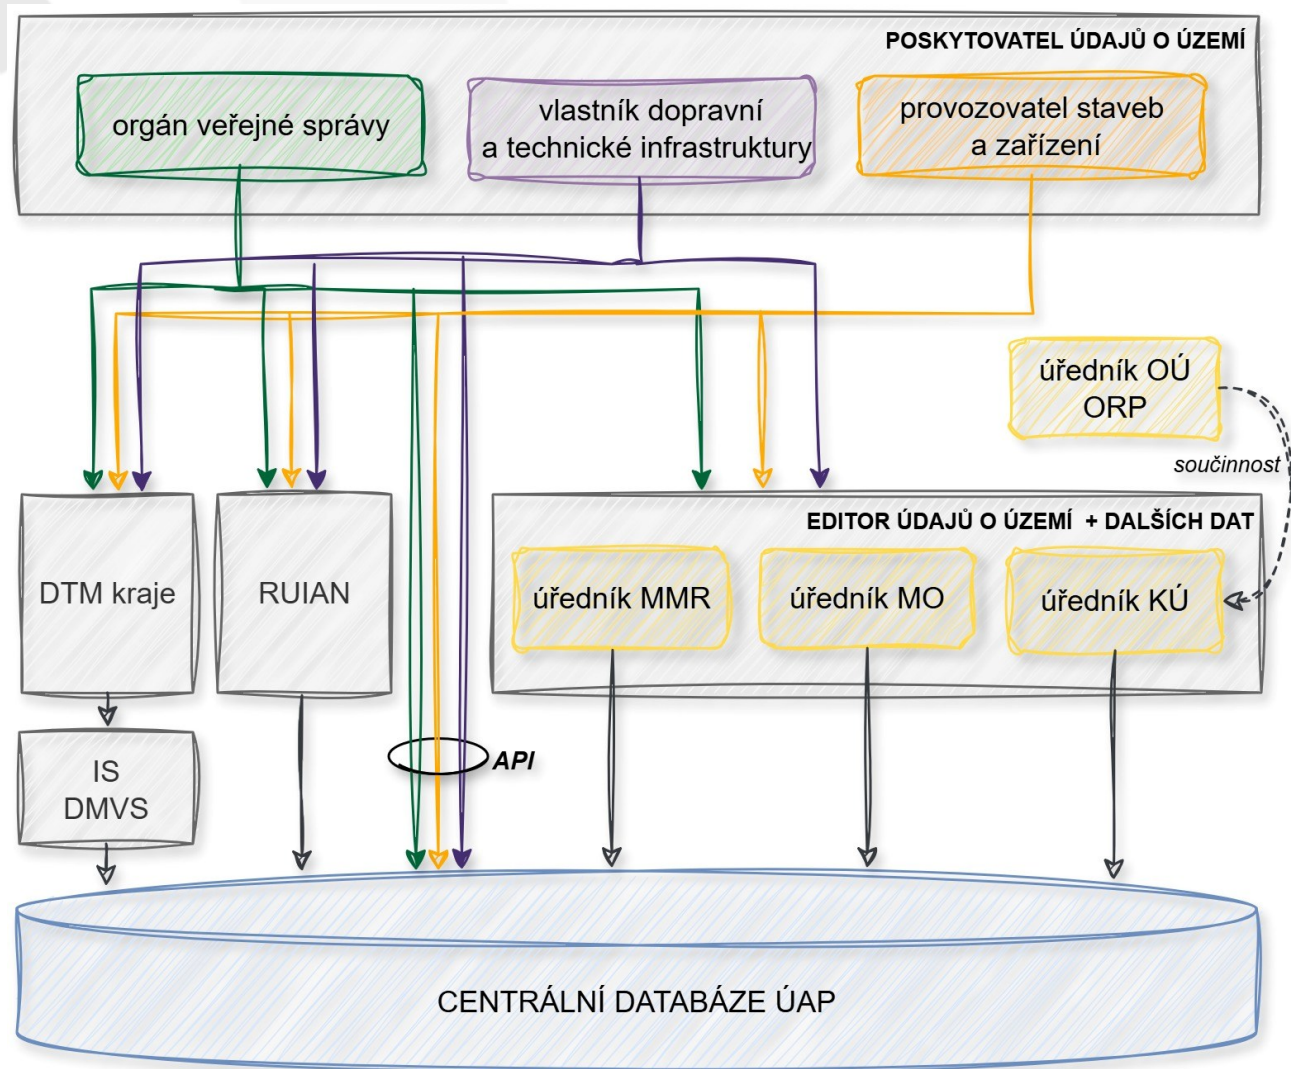 POSKYTOVATEL ÚDAJŮ O ÚZEMÍ
orgán veřejné správy
vlastník dopravní
a technické infrastruktury
provozovatel staveb
a zařízení
úředník OÚ
ORP
součinnost
EDITOR ÚDAJŮ O ÚZEMÍ + DALŠÍCH DAT
DTM kraje
RUIAN
úředník MMR
úředník MO
úředník KÚ
IS
DMVS
API
CENTRÁLNÍ DATABÁZE ÚAP